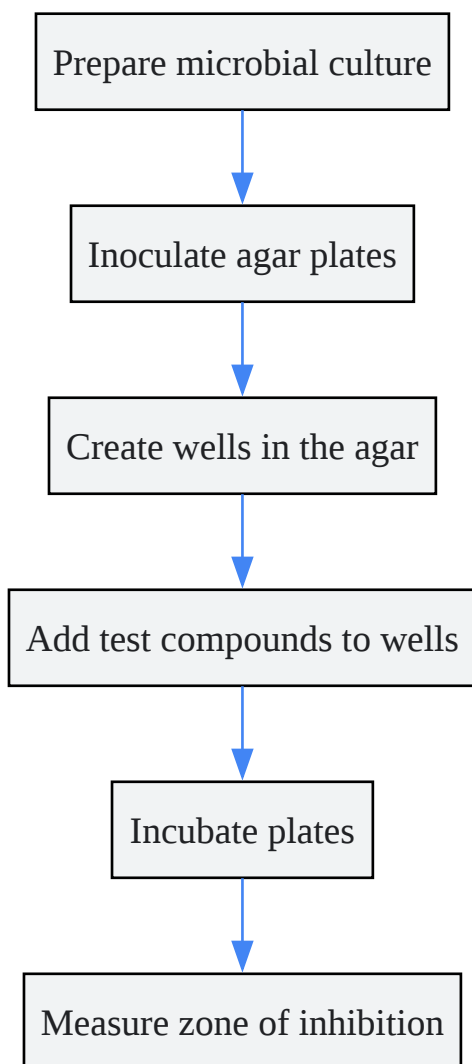 Prepare microbial culture
Inoculate agar plates
Create wells in the agar
Add test compounds to wells
Incubate plates
Measure zone of inhibition